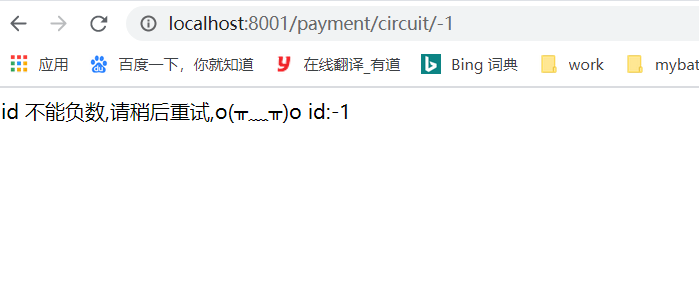 localhost:8001/payment/circuit/-1
应用 百度一下，你就知道 在线翻译_有道 Bing 词典 work mybat
id 不能负数,请稍后重试,o(╥﹏╥)o id:-1